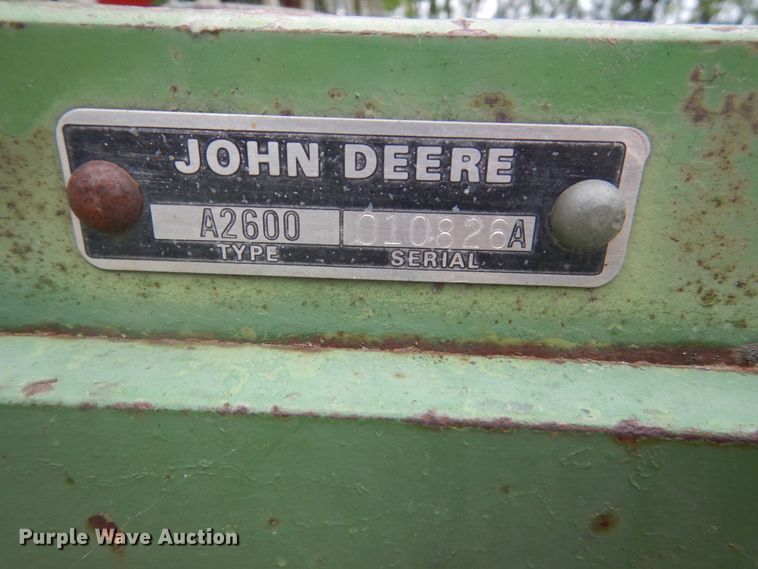 JOHN DEERE
A2600 010826A
TYPE SERIAL
Purple Wave Auction